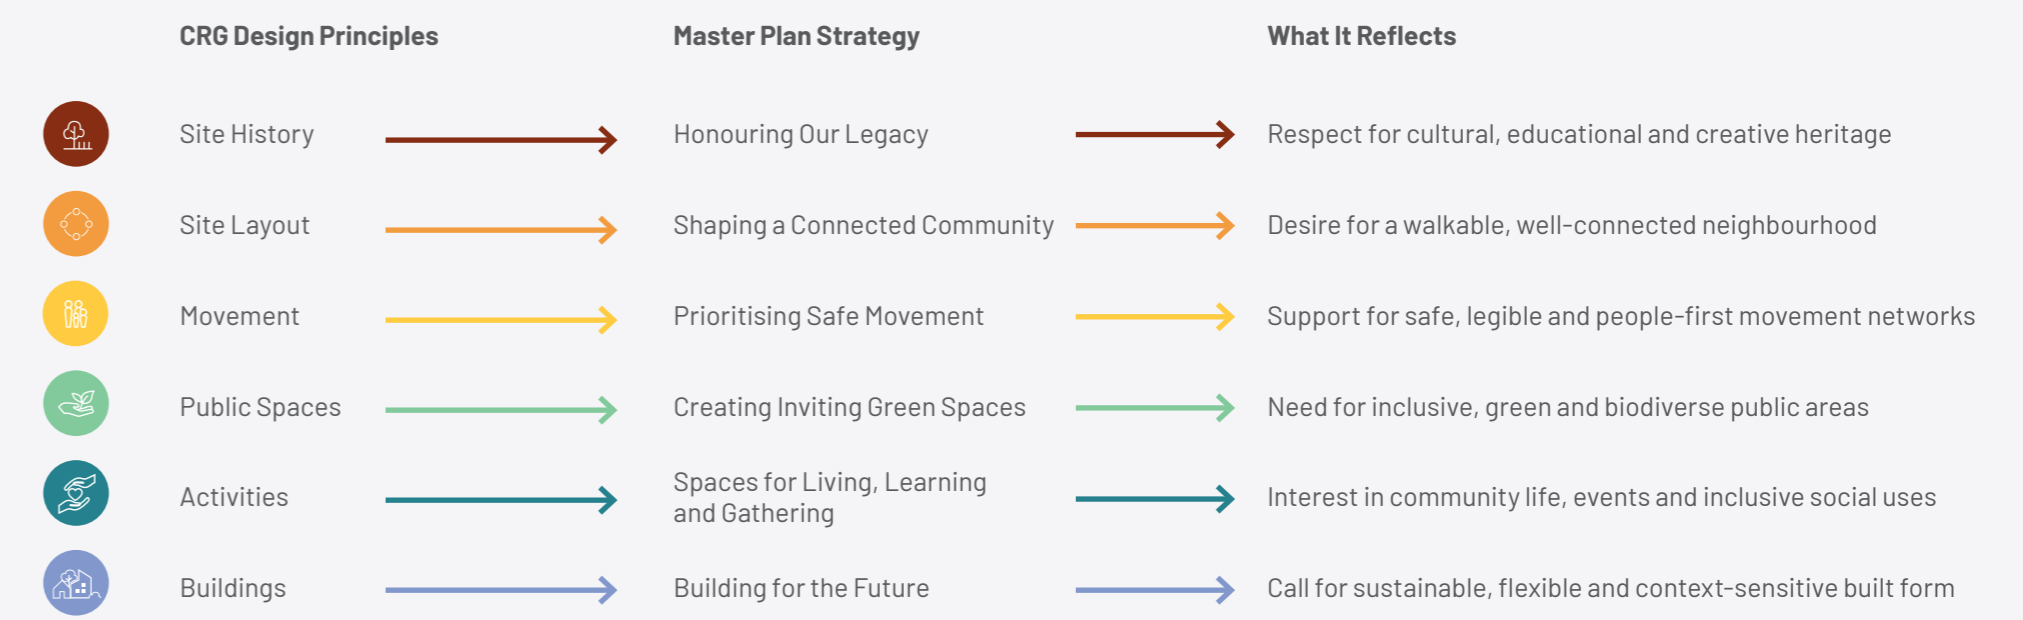 CRG Design Principles Master Plan Strategy What It Reflects
Site History Honouring Our Legacy Respect for cultural, educational and creative heritage
Site Layout Shaping a Connected Community Desire for a walkable, well-connected neighbourhood
Movement Prioritising Safe Movement Support for safe, legible and people-first movement networks
Public Spaces Creating Inviting Green Spaces Need for inclusive, green and biodiverse public areas
Activities Spaces for Living, Learning
and Gathering Interest in community life, events and inclusive social uses
Buildings Building for the Future Call for sustainable, flexible and context-sensitive built form